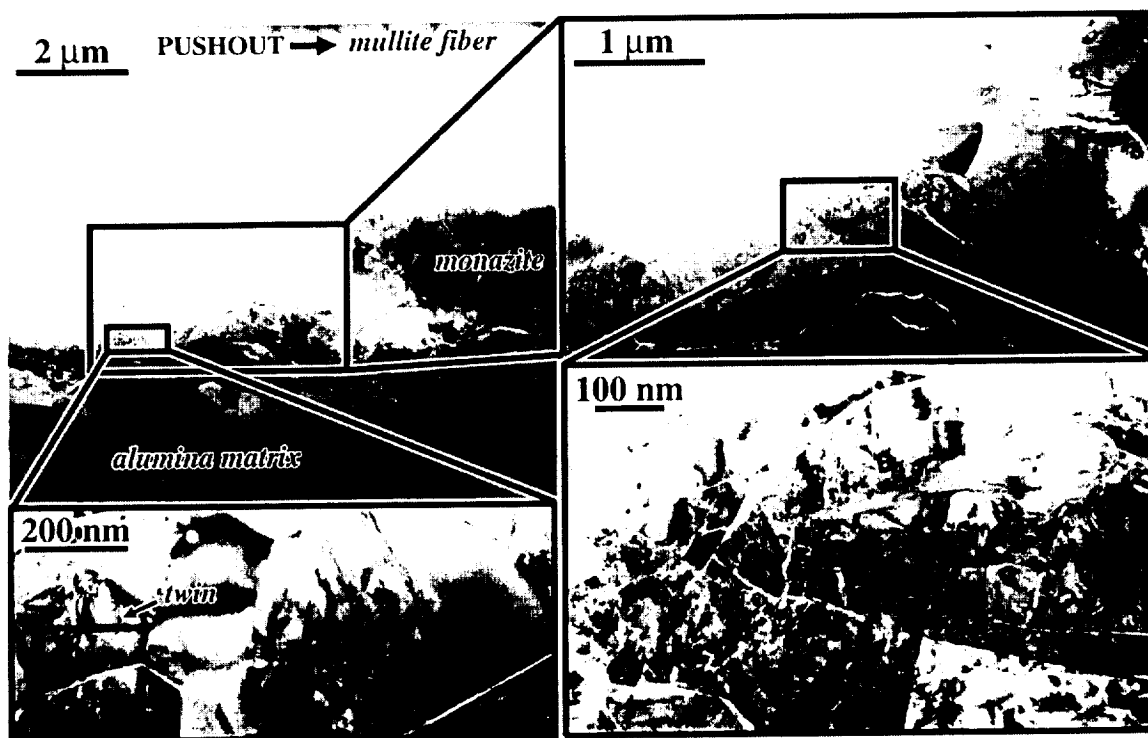 2 μm
PUSHOUT → mullite fiber
1 μm
monazite
alumina matrix
200 nm
twin
100 nm